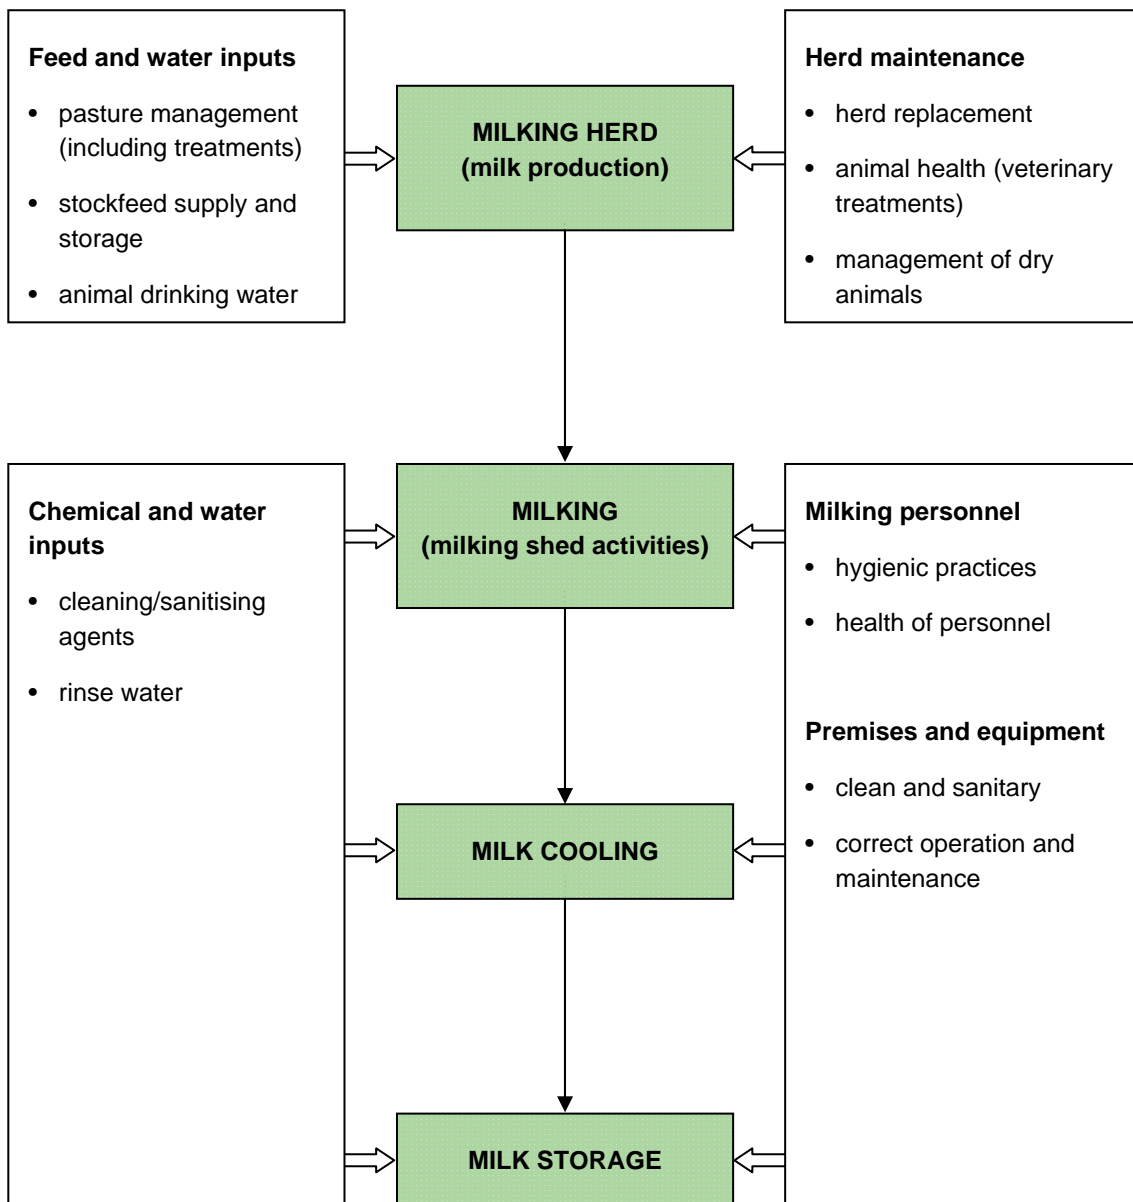 Feed and water inputs
• pasture management
(including treatments)
• stockfeed supply and
storage
• animal drinking water
MILKING HERD
(milk production)
Herd maintenance
• herd replacement
• animal health (veterinary
treatments)
• management of dry
animals
Chemical and water
inputs
• cleaning/sanitising
agents
• rinse water
MILKING
(milking shed activities)
Milking personnel
• hygienic practices
• health of personnel
Premises and equipment
• clean and sanitary
• correct operation and
maintenance
MILK COOLING
MILK STORAGE